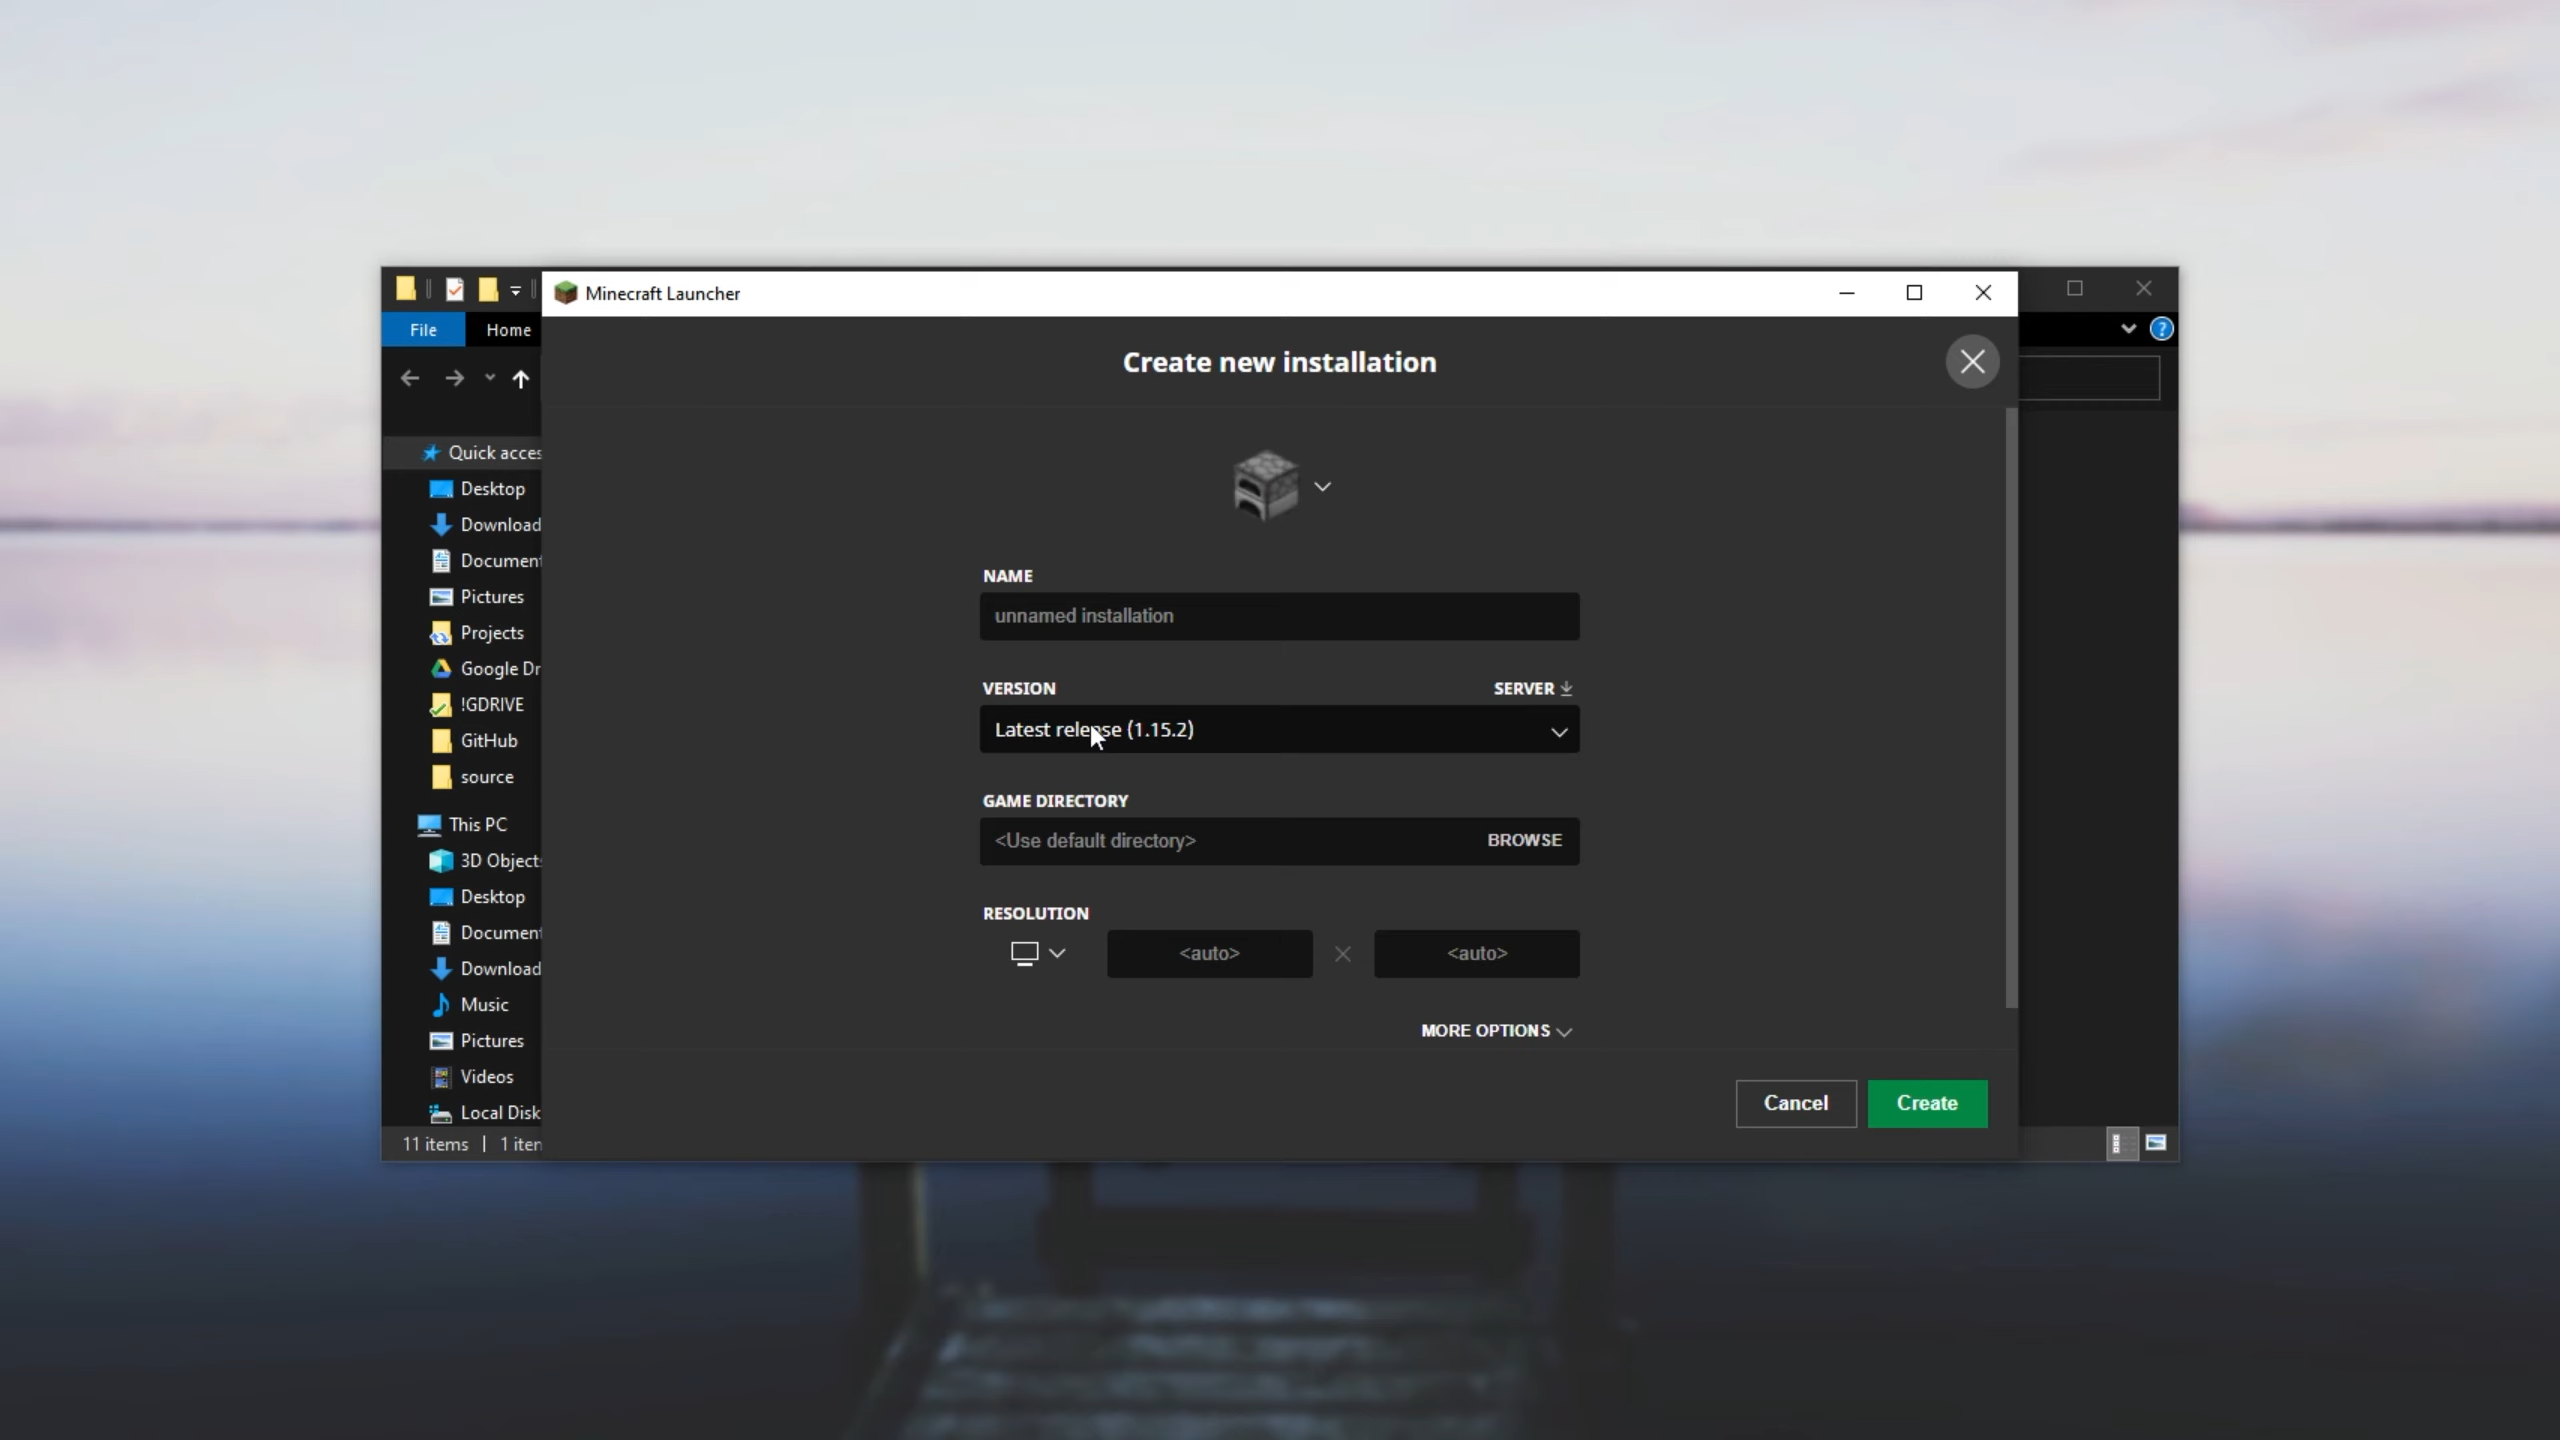 Minecraft Launcher
File Home
?
Create new installation
Quick acces
Desktop
Download
Document
Pictures
Projects
Google Dr
!GDRIVE
GitHub
source
This PC
3D Objects
Desktop
Document
Download
Music
Pictures
Videos
Local Disk
11 items 1 item
NAME
unnamed installation
VERSION SERVER
Latest release (1.15.2)
GAME DIRECTORY
<Use default directory> BROWSE
RESOLUTION
<auto> <auto>
MORE OPTIONS
Cancel Create